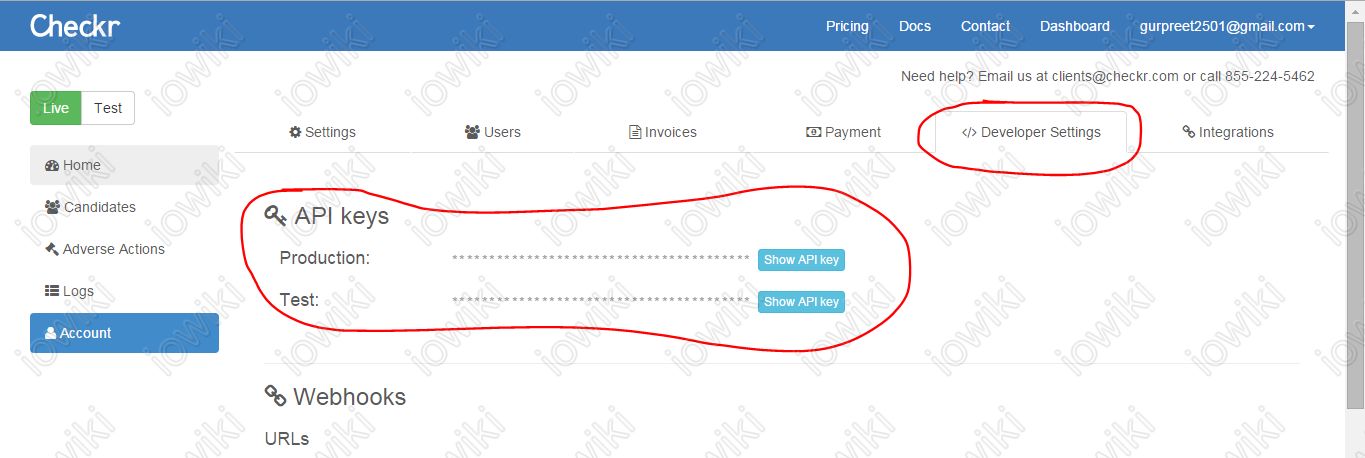 Checkr
Pricing Docs Contact Dashboard gurpreet2501@gmail.com
Need help? Email us at clients@checkr.com or call 855-224-5462
Live Test
Settings Users Invoices Payment </> Developer Settings Integrations
Home
Candidates
Adverse Actions
Logs
Account
API keys
Production: **************************************** Show API key
Test: **************************************** Show API key
Webhooks
URLs
iowiki